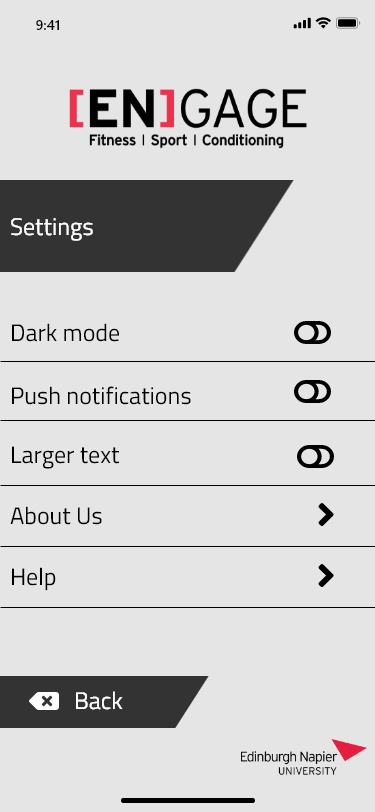 9:41
[EN]GAGE
Fitness | Sport | Conditioning
Settings
Dark mode
Push notifications
Larger text
About Us
Help
Back
Edinburgh Napier
UNIVERSITY